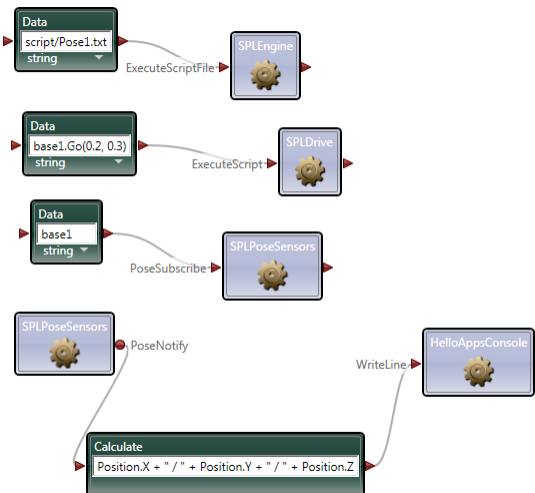 Data
script/Pose1.txt
string
ExecuteScriptFile
SPLEngine
Data
base1.Go(0.2, 0.3)
string
ExecuteScript
SPLDrive
Data
base1
string
PoseSubscribe
SPLPoseSensors
SPLPoseSensors
PoseNotify
WriteLine
HelloAppsConsole
Calculate
Position.X + " / " + Position.Y + " / " + Position.Z